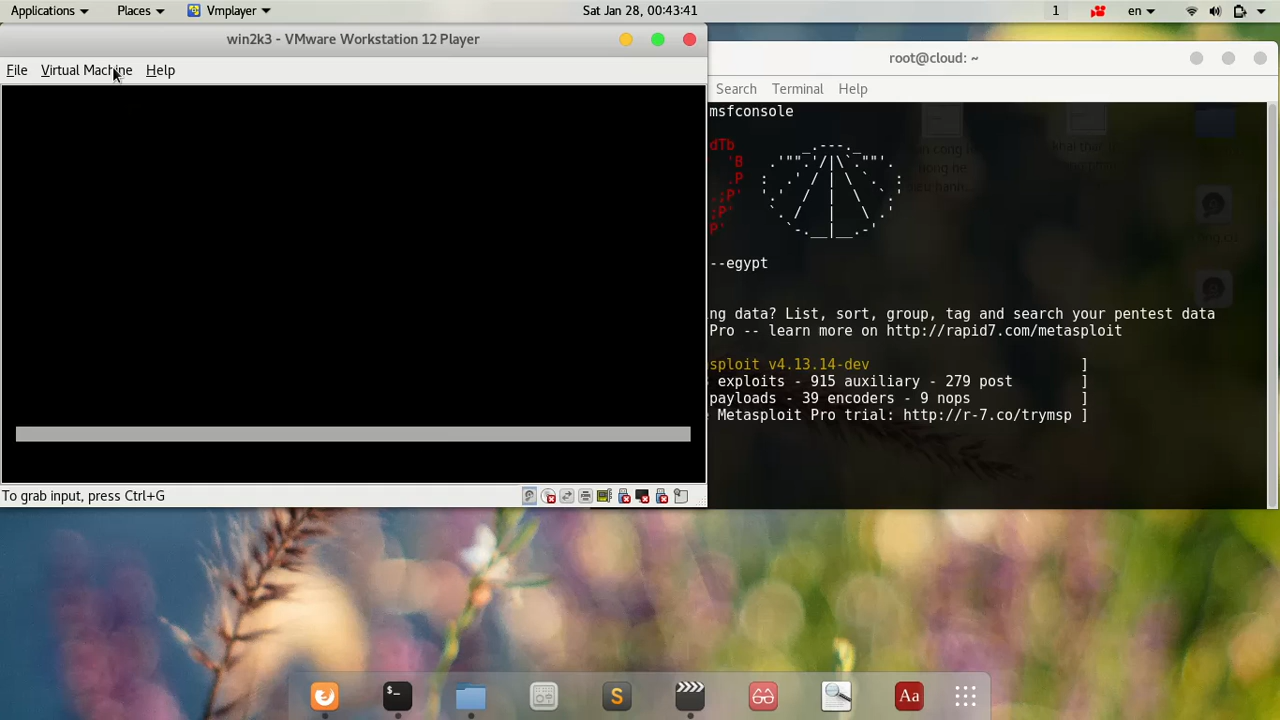 Applications Places Vmplayer Sat Jan 28, 00:43:41 1 en
win2k3 - VMware Workstation 12 Player
File Virtual Machine Help
To grab input, press Ctrl+G
root@cloud: ~
Search Terminal Help
msfconsole
dTb _.---._
'B .'"".'/|\`.""'.
.P : .' / | \ `. :
.;P' '.' / | \ `.'
;P' `. / | \ .'
P' `-.__|__.-'
--egypt
ng data? List, sort, group, tag and search your pentest data
Pro -- learn more on http://rapid7.com/metasploit
sploit v4.13.14-dev ]
exploits - 915 auxiliary - 279 post ]
payloads - 39 encoders - 9 nops ]
Metasploit Pro trial: http://r-7.co/trymsp ]
>_ S Aa